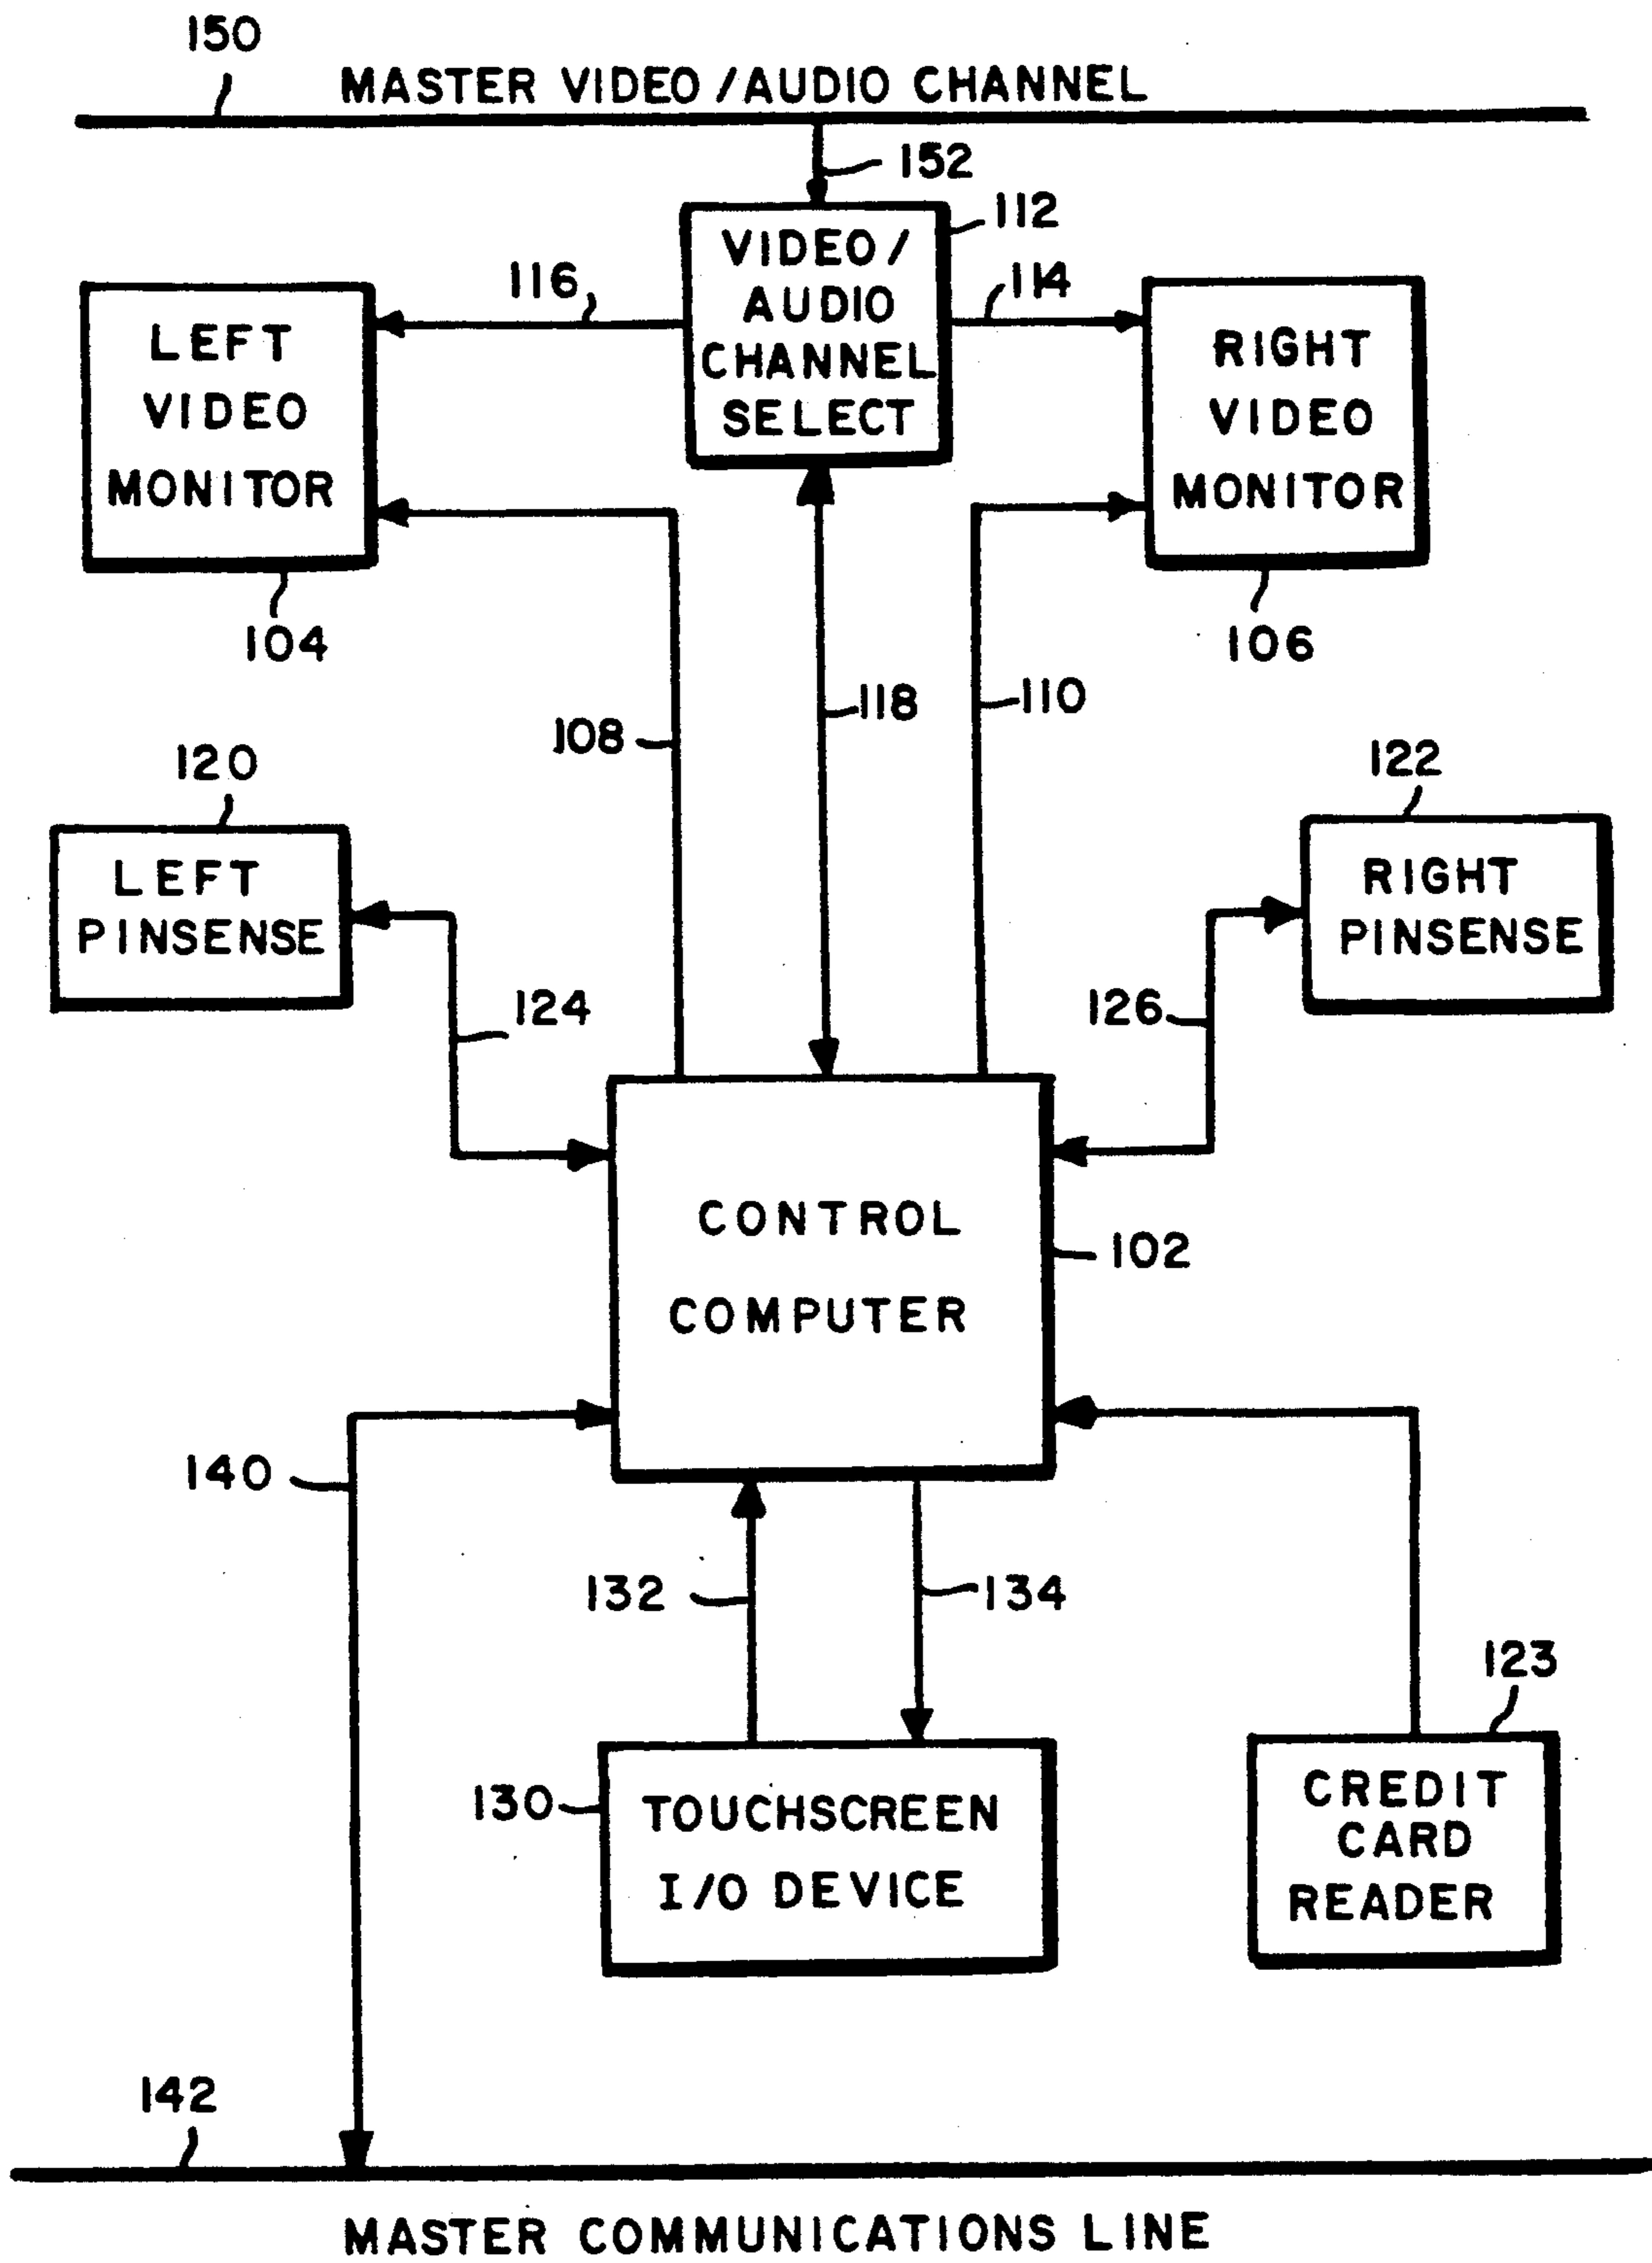 150
MASTER VIDEO/AUDIO CHANNEL
152
112
VIDEO/
AUDIO
CHANNEL
SELECT
116
114
LEFT
VIDEO
MONITOR
RIGHT
VIDEO
MONITOR
104
106
108
118
110
120
122
LEFT
PINSENSE
RIGHT
PINSENSE
124
126
CONTROL
COMPUTER
102
140
132
134
123
130
TOUCHSCREEN
I/O DEVICE
CREDIT
CARD
READER
142
MASTER COMMUNICATIONS LINE